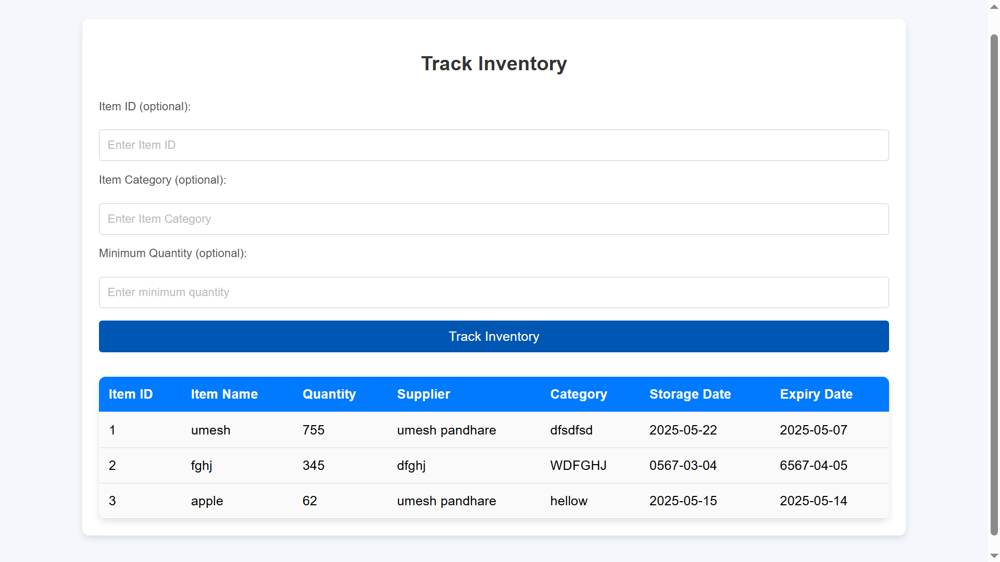 Track Inventory
Item ID (optional):
Enter Item ID
Item Category (optional):
Enter Item Category
Minimum Quantity (optional):
Enter minimum quantity
Track Inventory
Item ID Item Name Quantity Supplier Category Storage Date Expiry Date
1 umesh 755 umesh pandhare dfsdfsd 2025-05-22 2025-05-07
2 fghj 345 dfghj WDFGHJ 0567-03-04 6567-04-05
3 apple 62 umesh pandhare hellow 2025-05-15 2025-05-14